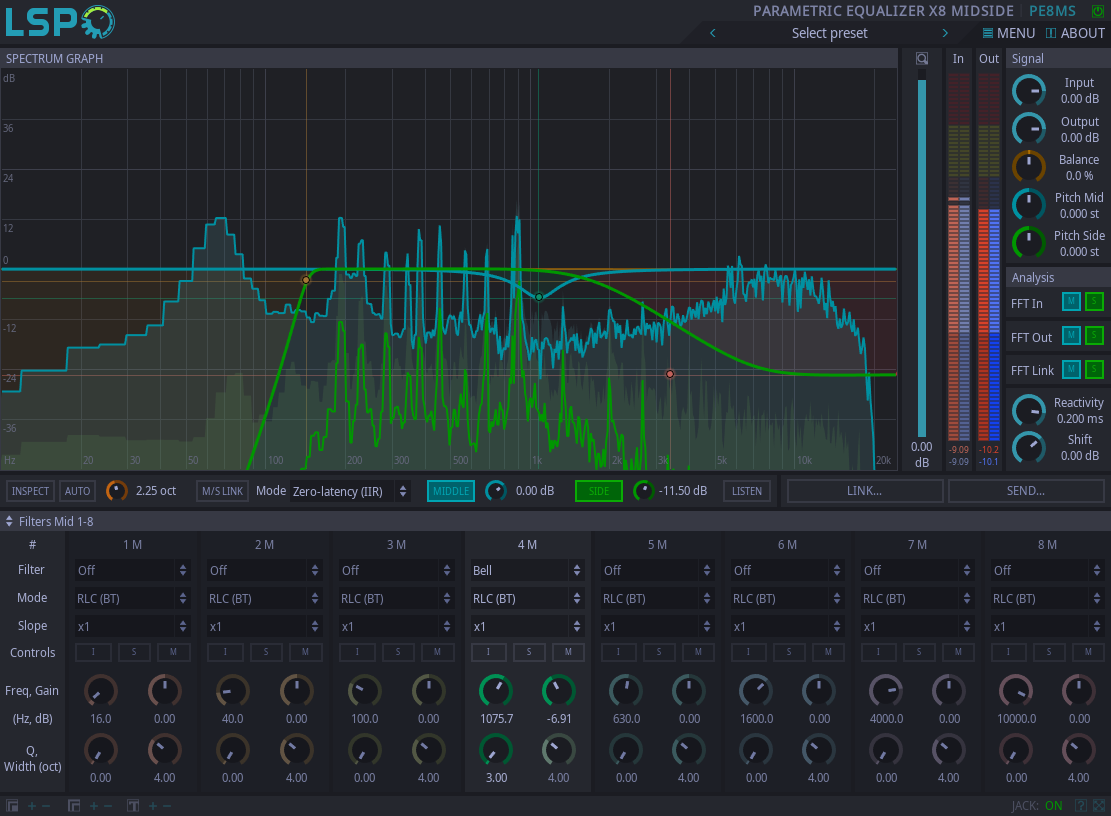 LSP
PARAMETRIC EQUALIZER X8 MIDSIDE PE8MS
Select preset
MENU ABOUT
SPECTRUM GRAPH
In Out Signal
dB
36
24
12
0
-12
-24
-36
Hz 20 30 50 100 200 300 500 1k 2k 3k 10k 20k
0.00
dB
-9.09 -10.2
-9.09 -10.1
Input
0.00 dB
Output
0.00 dB
Balance
0.0 %
Pitch Mid
0.000 st
Pitch Side
0.000 st
Analysis
FFT In M S
FFT Out M S
FFT Link M S
Reactivity
0.200 ms
Shift
0.00 dB
INSPECT AUTO 2.25 oct M/S LINK Mode Zero-latency (IIR) MIDDLE 0.00 dB SIDE -11.50 dB LISTEN LINK... SEND...
Filters Mid 1-8
# 1 M 2 M 3 M 4 M 5 M 6 M 7 M 8 M
Filter Off Off Off Bell Off Off Off Off
Mode RLC (BT) RLC (BT) RLC (BT) RLC (BT) RLC (BT) RLC (BT) RLC (BT) RLC (BT)
Slope x1 x1 x1 x1 x1 x1 x1 x1
Controls I S M I S M I S M I S M I S M I S M I S M I S M
Freq, Gain
(Hz, dB) 16.0 0.00 40.0 0.00 100.0 0.00 1075.7 -6.91 630.0 0.00 1600.0 0.00 4000.0 0.00 10000.0 0.00
Q,
Width (oct)
0.00 4.00 0.00 4.00 0.00 4.00 3.00 4.00 0.00 4.00 0.00 4.00 0.00 4.00 0.00 4.00
JACK: ON ?